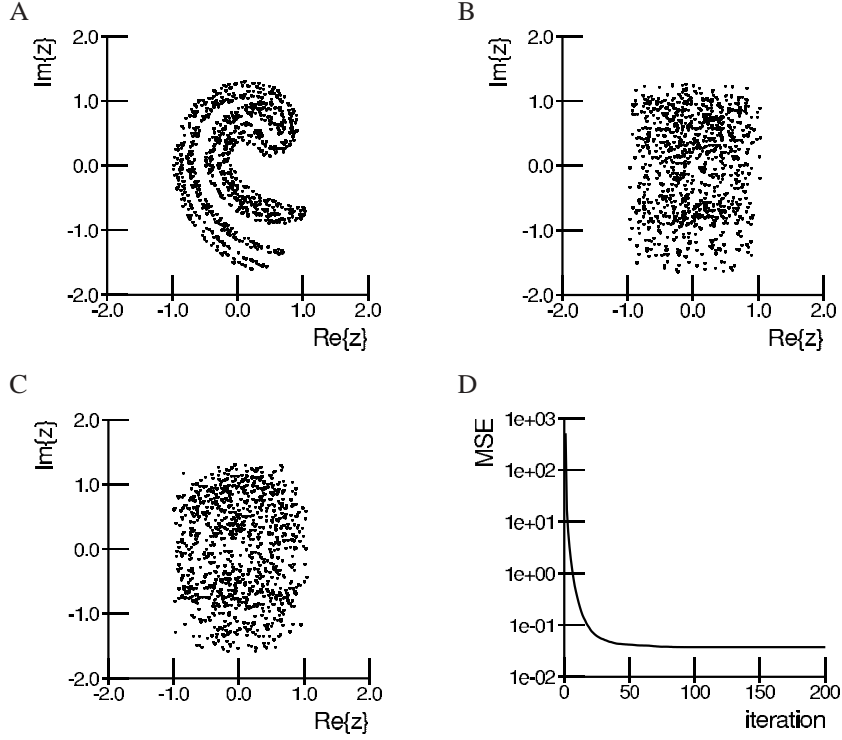 A
Im{z}
2.0
1.0
0.0
-1.0
-2.0
-2.0 -1.0 0.0 1.0 2.0
Re{z}
B
Im{z}
2.0
1.0
0.0
-1.0
-2.0
-2.0 -1.0 0.0 1.0 2.0
Re{z}
C
Im{z}
2.0
1.0
0.0
-1.0
-2.0
-2.0 -1.0 0.0 1.0 2.0
Re{z}
D
MSE
1e+03
1e+02
1e+01
1e+00
1e-01
1e-02
0 50 100 150 200
iteration